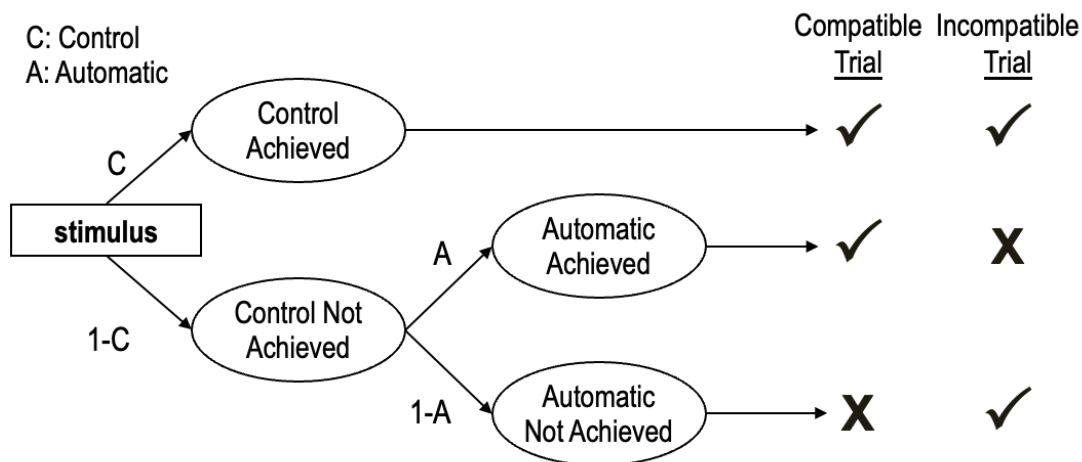 C: Control
A: Automatic
Compatible
Trial
Incompatible
Trial
Control
Achieved
C
stimulus
Automatic
Achieved
A
1-C
Control Not
Achieved
1-A
Automatic
Not Achieved
X
X